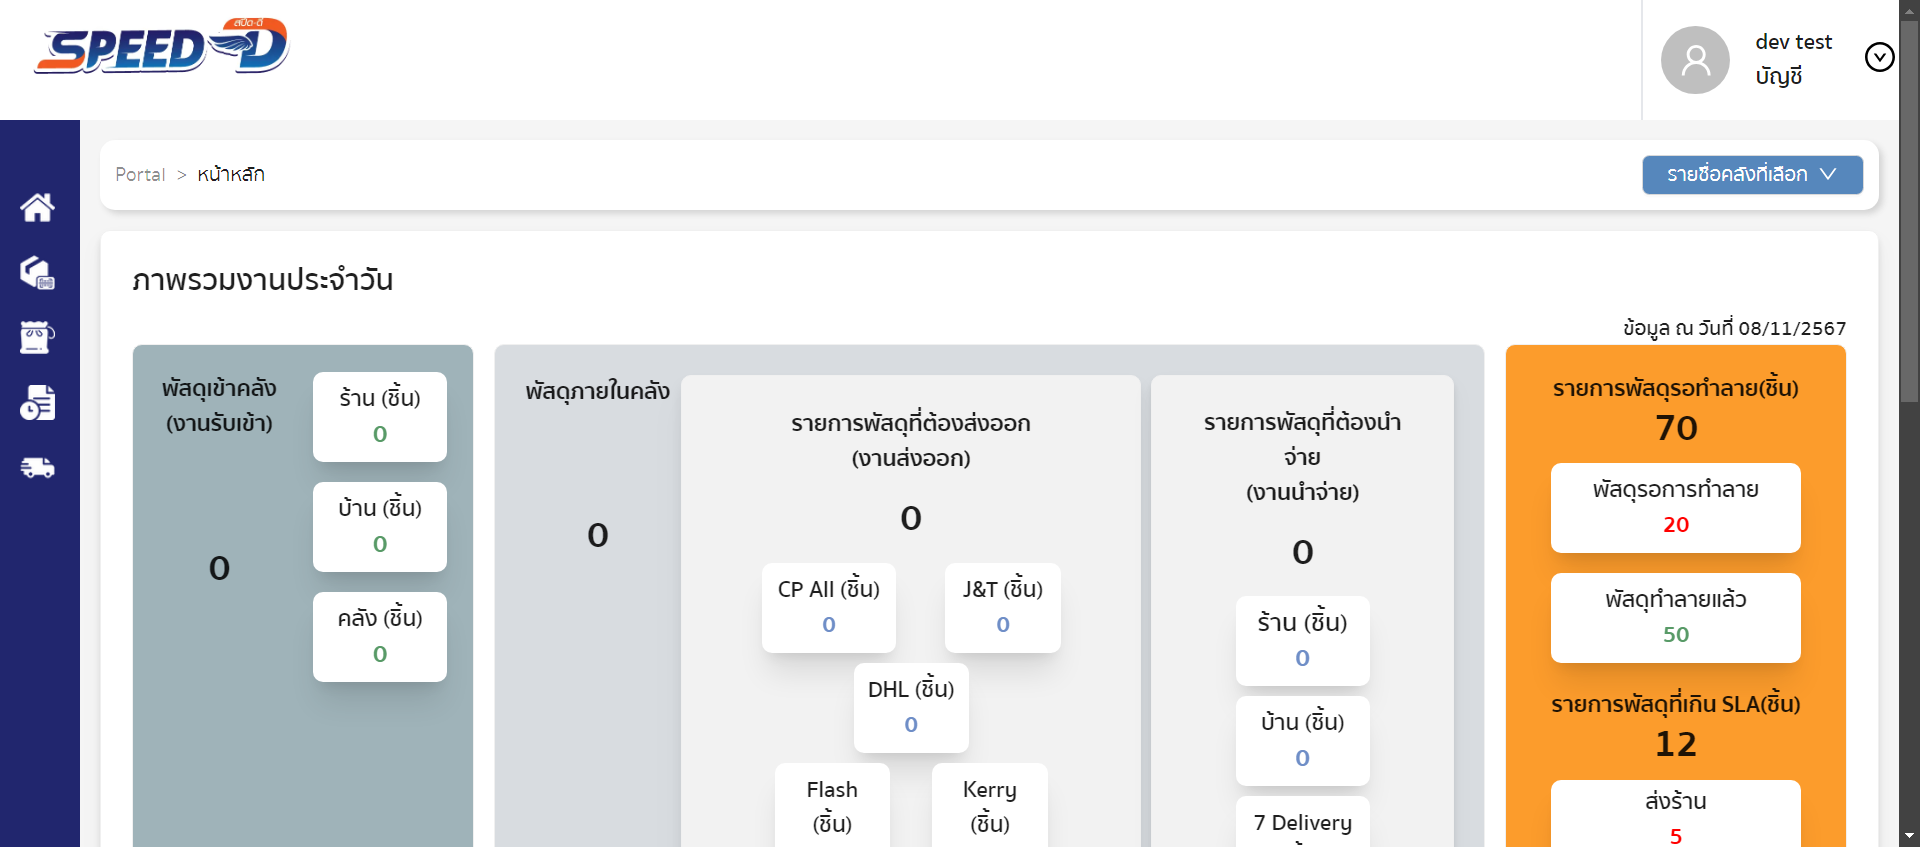 สปีด-ดี
SPEED-D
dev test
บัญชี
Portal > หน้าหลัก
รายชื่อคลังที่เลือก
ภาพรวมงานประจำวัน
ข้อมูล ณ วันที่ 08/11/2567
พัสดุเข้าคลัง
(งานรับเข้า)
0
ร้าน (ชิ้น)
0
บ้าน (ชิ้น)
0
คลัง (ชิ้น)
0
พัสดุภายในคลัง
0
รายการพัสดุที่ต้องส่งออก
(งานส่งออก)
0
CP All (ชิ้น)
0
J&T (ชิ้น)
0
DHL (ชิ้น)
0
Flash
(ชิ้น)
Kerry
(ชิ้น)
รายการพัสดุที่ต้องนำ
จ่าย
(งานนำจ่าย)
0
ร้าน (ชิ้น)
0
บ้าน (ชิ้น)
0
7 Delivery
รายการพัสดุรอทำลาย(ชิ้น)
70
พัสดุรอการทำลาย
20
พัสดุทำลายแล้ว
50
รายการพัสดุที่เกิน SLA(ชิ้น)
12
ส่งร้าน
5